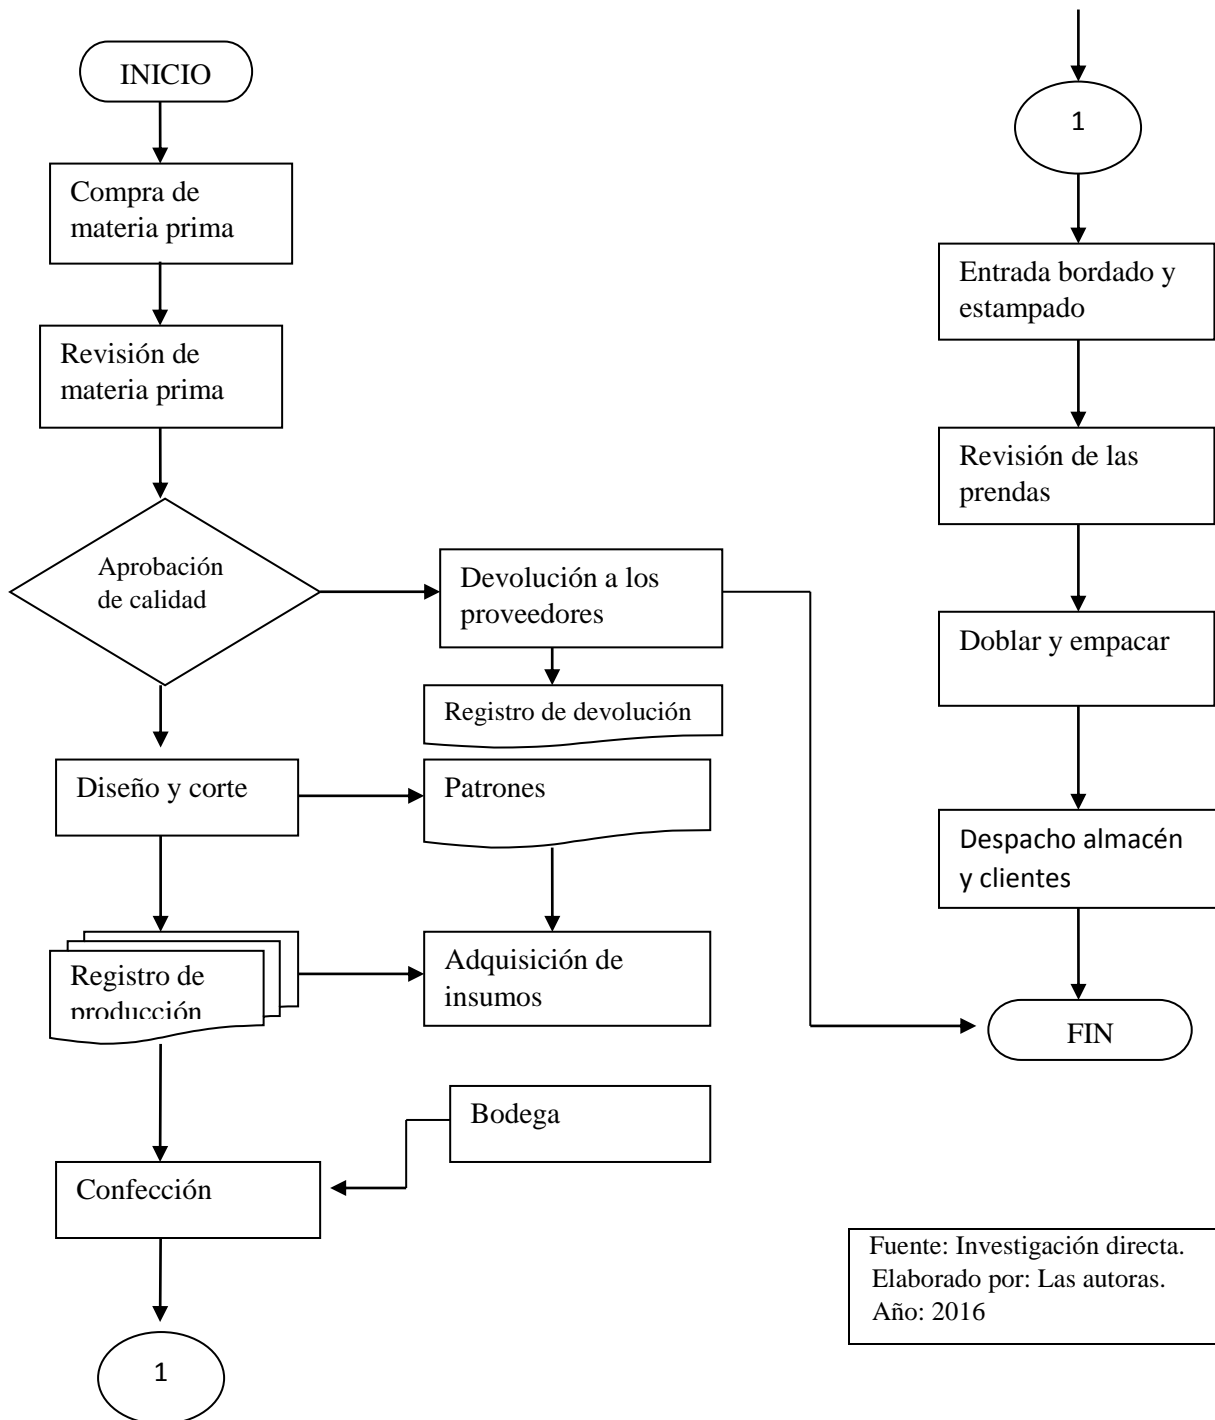 INICIO
Compra de
materia prima
Revisión de
materia prima
Aprobación
de calidad
Devolución a los
proveedores
Registro de devolución
Diseño y corte
Patrones
Registro de
producción
Adquisición de
insumos
Bodega
Confección
1
1
Entrada bordado y
estampado
Revisión de las
prendas
Doblar y empacar
Despacho almacén
y clientes
FIN
Fuente: Investigación directa.
Elaborado por: Las autoras.
Año: 2016